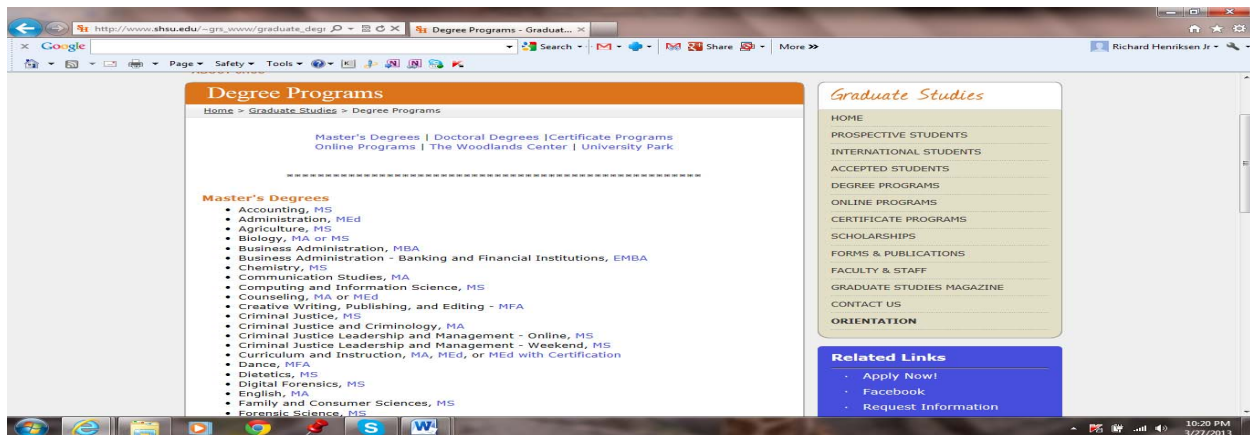 http://www.shsu.edu/~grs_www/graduate_degr
Degree Programs - Graduat...
Google
Search
Share
More »
Richard Henriksen Jr
Page
Safety
Tools
Degree Programs
Home > Graduate Studies > Degree Programs
Master's Degrees | Doctoral Degrees |Certificate Programs
Online Programs | The Woodlands Center | University Park
Master's Degrees
• Accounting, MS
• Administration, MEd
• Agriculture, MS
• Biology, MA or MS
• Business Administration, MBA
• Business Administration - Banking and Financial Institutions, EMBA
• Chemistry, MS
• Communication Studies, MA
• Computing and Information Science, MS
• Counseling, MA or MEd
• Creative Writing, Publishing, and Editing - MFA
• Criminal Justice, MS
• Criminal Justice and Criminology, MA
• Criminal Justice Leadership and Management - Online, MS
• Criminal Justice Leadership and Management - Weekend, MS
• Curriculum and Instruction, MA, MEd, or MEd with Certification
• Dance, MFA
• Dietetics, MS
• Digital Forensics, MS
• English, MA
• Family and Consumer Sciences, MS
• Forensic Science, MS
Graduate Studies
HOME
PROSPECTIVE STUDENTS
INTERNATIONAL STUDENTS
ACCEPTED STUDENTS
DEGREE PROGRAMS
ONLINE PROGRAMS
CERTIFICATE PROGRAMS
SCHOLARSHIPS
FORMS & PUBLICATIONS
FACULTY & STAFF
GRADUATE STUDIES MAGAZINE
CONTACT US
ORIENTATION
Related Links
· Apply Now!
· Facebook
· Request Information
10:20 PM
3/27/2013